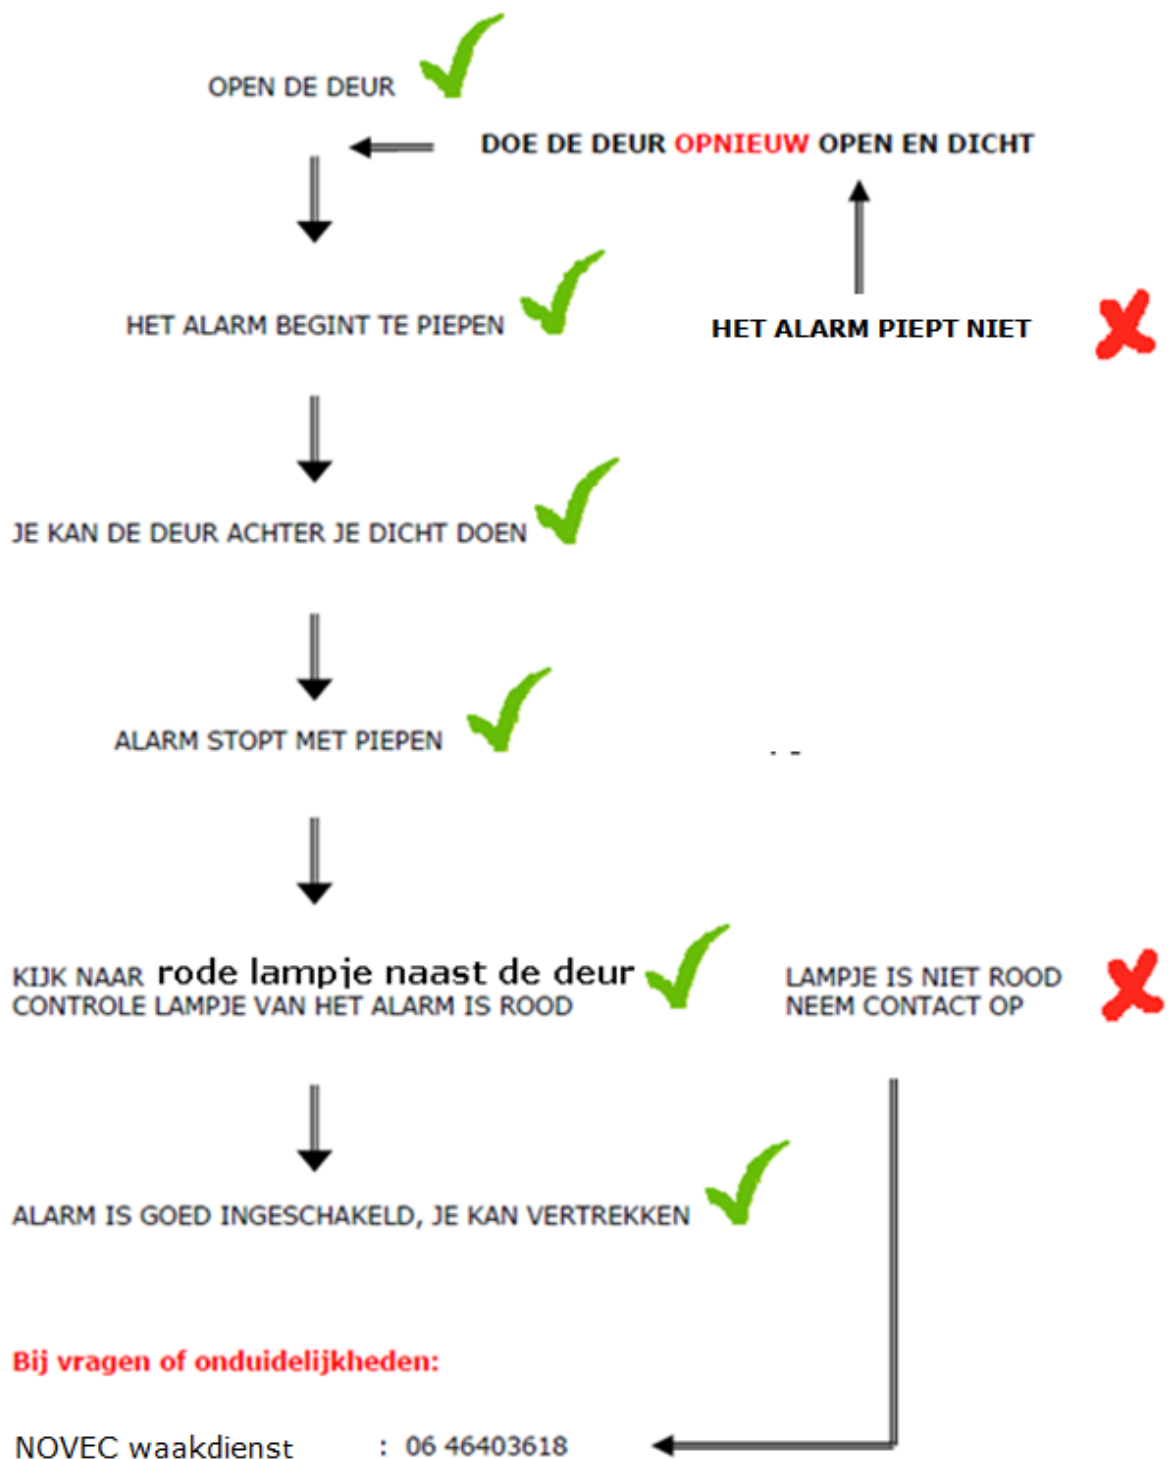 OPEN DE DEUR
DOE DE DEUR OPNIEUW OPEN EN DICHT
HET ALARM BEGINT TE PIEPEN
HET ALARM PIEPT NIET
JE KAN DE DEUR ACHTER JE DICHT DOEN
ALARM STOPT MET PIEPEN
KIJK NAAR rode lampje naast de deur
CONTROLE LAMPJE VAN HET ALARM IS ROOD
LAMPJE IS NIET ROOD
NEEM CONTACT OP
ALARM IS GOED INGESCHAKELD, JE KAN VERTREKKEN
Bij vragen of onduidelijkheden:
NOVEC waakdienst : 06 46403618